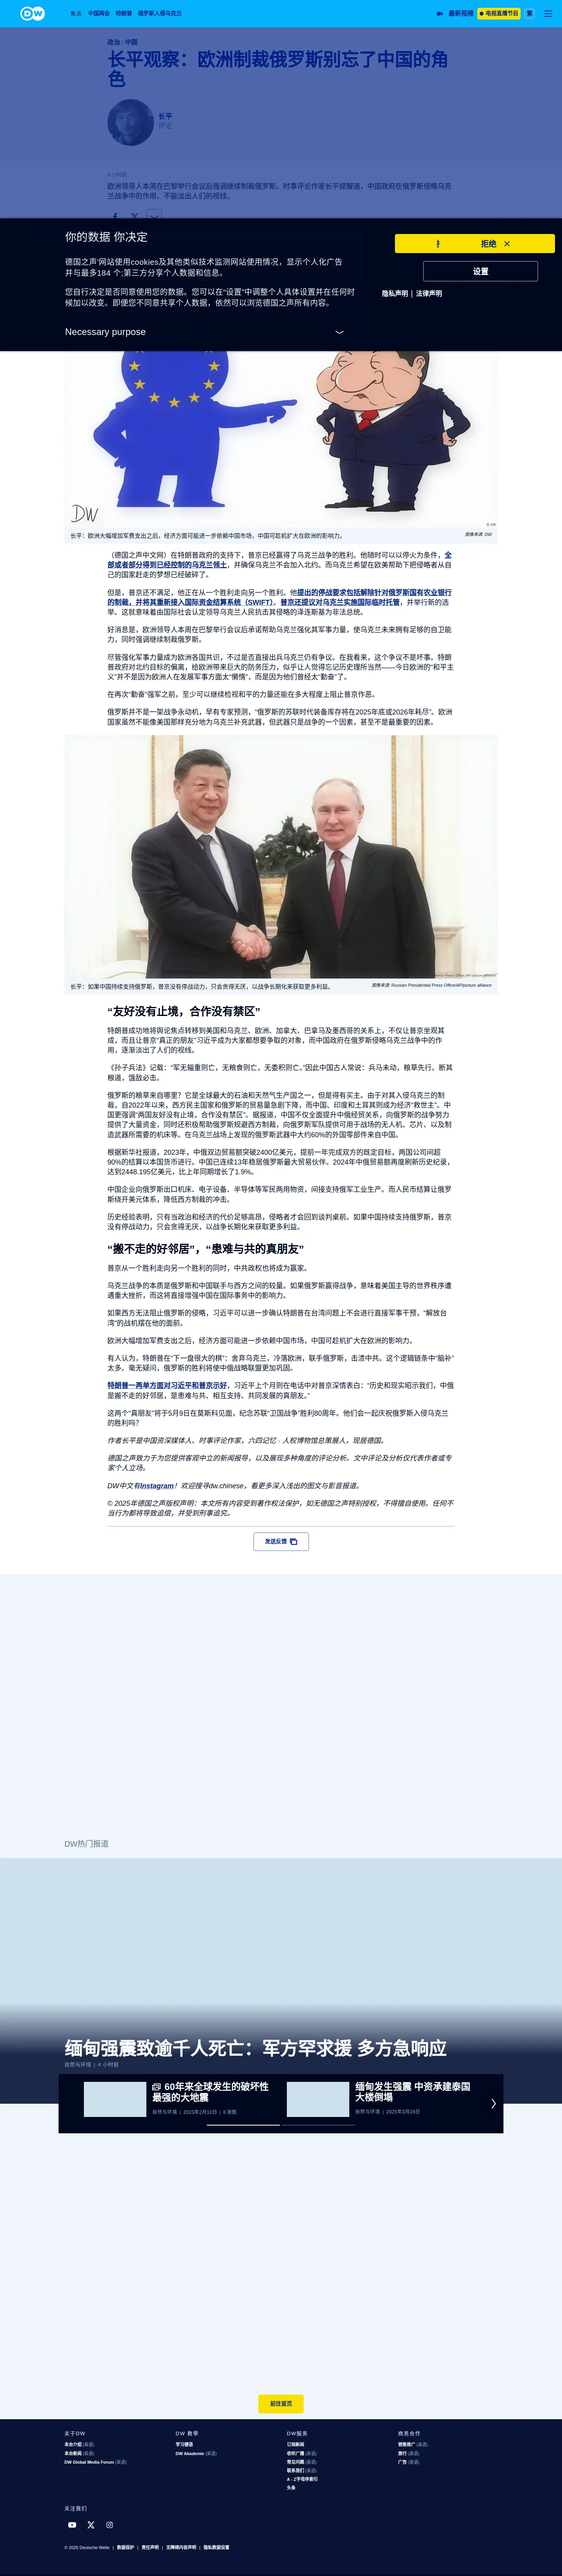 DW
焦点 中国两会 特朗普 俄罗斯入侵乌克兰
最新视频 电视直播节目 繁
政治 | 中国
长平观察：欧洲制裁俄罗斯别忘了中国的角
色
长平
评论
6 小时前
欧洲领导人本周在巴黎举行会议后强调继续制裁俄罗斯。时事评论作家长平提醒道，中国政府在俄罗斯侵略乌克
兰战争中的作用，不能淡出人们的视线。
你的数据 你决定
德国之声网站使用cookies及其他类似技术监测网站使用情况，显示个人化广告
并与最多184 个;第三方分享个人数据和信息。
您自行决定是否同意使用您的数据。您可以在“设置”中调整个人具体设置并在任何时
候加以改变。即便您不同意共享个人数据，依然可以浏览德国之声所有内容。
拒绝
设置
隐私声明 | 法律声明
Necessary purpose
DW
© DW
长平：欧洲大幅增加军费支出之后，经济方面可能进一步依赖中国市场，中国可趁机扩大在欧洲的影响力。
图像来源: DW
（德国之声中文网）在特朗普政府的支持下，普京已经赢得了乌克兰战争的胜利。他随时可以以停火为条件，全
部或者部分得到已经控制的乌克兰领土，并确保乌克兰不会加入北约。而乌克兰希望在欧美帮助下把侵略者从自
己的国家赶走的梦想已经破碎了。
但是，普京还不满足，他正在从一个胜利走向另一个胜利。他提出的停战要求包括解除针对俄罗斯国有农业银行
的制裁，并将其重新接入国际资金结算系统（SWIFT）。普京还提议对乌克兰实施国际临时托管，并举行新的选
举。这就意味着由国际社会认定领导乌克兰人民抗击其侵略的泽连斯基为非法总统。
好消息是，欧洲领导人本周在巴黎举行会议后承诺帮助乌克兰强化其军事力量，使乌克兰未来拥有足够的自卫能
力，同时强调继续制裁俄罗斯。
尽管强化军事力量成为欧洲各国共识，不过是否直接出兵乌克兰仍有争议。在我看来，这个争议不是坏事。特朗
普政府对北约目标的偏离，给欧洲带来巨大的防务压力，似乎让人觉得忘记历史理所当然——今日欧洲的“和平主
义”并不是因为欧洲人在发展军事方面太“懒惰”，而是因为他们曾经太“勤奋”了。
在再次“勤奋”强军之前，至少可以继续检视和平的力量还能在多大程度上阻止普京作恶。
俄罗斯并不是一架战争永动机，早有专家预测，“俄罗斯的苏联时代装备库存将在2025年底或2026年耗尽”。欧洲
国家虽然不能像美国那样充分地为乌克兰补充武器，但武器只是战争的一个因素，甚至不是最重要的因素。
长平：如果中国持续支持俄罗斯，普京没有停战动力，只会贪得无厌，以战争长期化来获取更多利益。
图像来源: Russian Presidential Press Office/AP/picture alliance
“友好没有止境，合作没有禁区”
特朗普成功地将舆论焦点转移到美国和乌克兰、欧洲、加拿大、巴拿马及墨西哥的关系上，不仅让普京坐观其
成，而且让普京“真正的朋友”习近平成为大家都想要争取的对象，而中国政府在俄罗斯侵略乌克兰战争中的作
用，逐渐淡出了人们的视线。
《孙子兵法》记载：“军无辎重则亡，无粮食则亡，无委积则亡。”因此中国古人常说：兵马未动，粮草先行。断其
粮道，饿敌必击。
俄罗斯的粮草来自哪里？它是全球最大的石油和天然气生产国之一，但是得有买主。由于对其入侵乌克兰的制
裁，自2022年以来，西方民主国家和俄罗斯的贸易量急剧下降，而中国、印度和土耳其则成为经济“救世主”。中
国更强调“两国友好没有止境，合作没有禁区”。据报道，中国不仅全面提升中俄经贸关系，向俄罗斯的战争努力
提供了大量资金，同时还积极帮助俄罗斯规避西方制裁，向俄罗斯军队提供可用于战场的无人机、芯片、以及制
造武器所需要的机床等。在乌克兰战场上发现的俄罗斯武器中大约60%的外国零部件来自中国。
根据新华社报道，2023年，中俄双边贸易额突破2400亿美元，提前一年完成双方的既定目标，两国公司间超
90%的结算以本国货币进行。中国已连续13年稳居俄罗斯最大贸易伙伴。2024年中俄贸易额再度刷新历史纪录，
达到2448.195亿美元，比上年同期增长了1.9%。
中国企业向俄罗斯出口机床、电子设备、半导体等军民两用物资，间接支持俄军工业生产。而人民币结算让俄罗
斯绕开美元体系，降低西方制裁的冲击。
历史经验表明，只有当政治和经济的代价足够高昂，侵略者才会回到谈判桌前。如果中国持续支持俄罗斯，普京
没有停战动力，只会贪得无厌，以战争长期化来获取更多利益。
“搬不走的好邻居”，“患难与共的真朋友”
普京从一个胜利走向另一个胜利的同时，中共政权也将成为赢家。
乌克兰战争的本质是俄罗斯和中国联手与西方之间的较量。如果俄罗斯赢得战争，意味着美国主导的世界秩序遭
遇重大挫折，而这将直接增强中国在国际事务中的影响力。
如果西方无法阻止俄罗斯的侵略，习近平可以进一步确认特朗普在台湾问题上不会进行直接军事干预，“解放台
湾”的战机摆在他的面前。
欧洲大幅增加军费支出之后，经济方面可能进一步依赖中国市场，中国可趁机扩大在欧洲的影响力。
有人认为，特朗普在“下一盘很大的棋”：舍弃乌克兰，冷落欧洲，联手俄罗斯，击溃中共。这个逻辑链条中“脑补”
太多。毫无疑问，俄罗斯的胜利将使中俄战略联盟更加巩固。
特朗普一再单方面对习近平和普京示好，习近平上个月则在电话中对普京深情表白：“历史和现实昭示我们，中俄
是搬不走的好邻居，是患难与共、相互支持、共同发展的真朋友。”
这两个“真朋友”将于5月9日在莫斯科见面，纪念苏联“卫国战争”胜利80周年。他们会一起庆祝俄罗斯入侵乌克兰
的胜利吗？
作者长平是中国资深媒体人、时事评论作家，六四记忆 · 人权博物馆总策展人，现居德国。
德国之声致力于为您提供客观中立的新闻报导，以及展现多种角度的评论分析。文中评论及分析仅代表作者或专
家个人立场。
DW中文有Instagram！欢迎搜寻dw.chinese，看更多深入浅出的图文与影音报道。
© 2025年德国之声版权声明：本文所有内容受到著作权法保护，如无德国之声特别授权，不得擅自使用。任何不
当行为都将导致追偿，并受到刑事追究。
发送反馈
DW热门报道
缅甸强震致逾千人死亡：军方罕求援 多方急响应
自然与环境 | 4 小时前
60年来全球发生的破坏性
最强的大地震
自然与环境 | 2023年2月10日 | 8 张图
缅甸发生强震 中资承建泰国
大楼倒塌
自然与环境 | 2025年3月28日
前往首页
关于DW
本台介绍 (英语)
本台新闻 (英语)
DW Global Media Forum (英语)
DW 教学
学习德语
DW Akademie (英语)
DW服务
订阅新闻
收听广播 (英语)
常见问题 (英语)
联系我们 (英语)
A - Z字母序索引
头条
商务合作
销售推广 (英语)
旅行 (英语)
广告 (英语)
关注我们
© 2025 Deutsche Welle | 数据保护 | 责任声明 | 无障碍内容声明 | 隐私数据设置